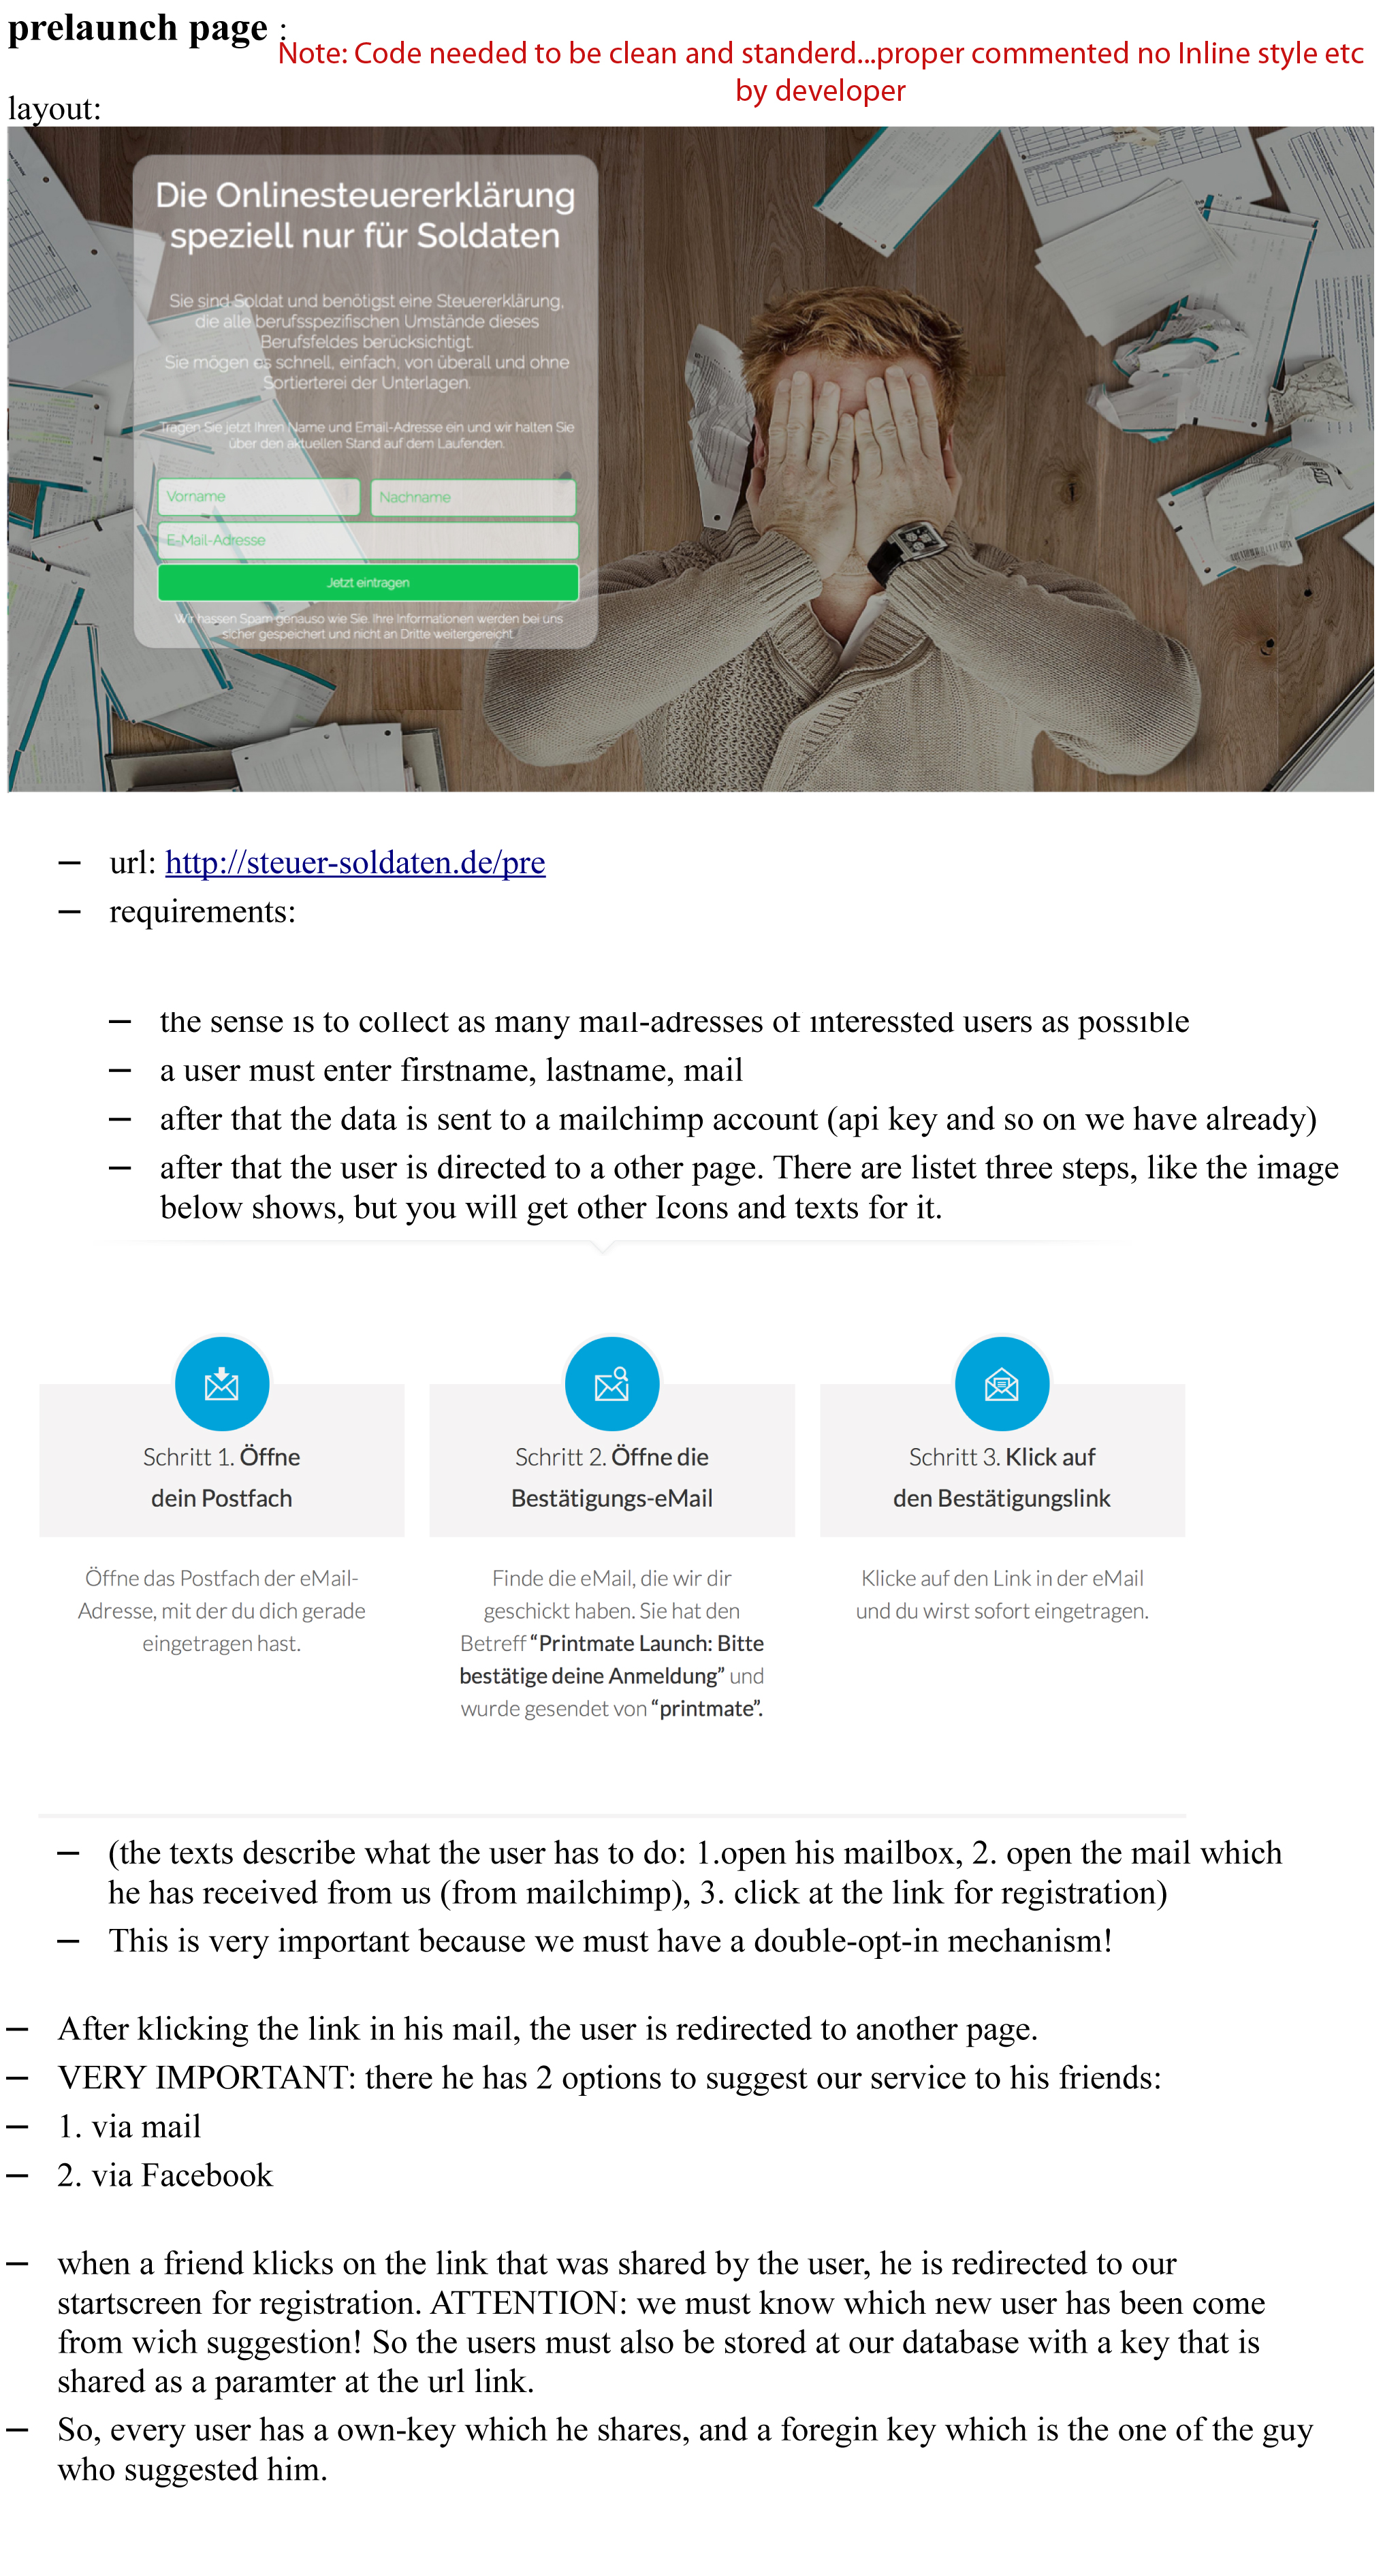 prelaunch page :
Note: Code needed to be clean and standerd...proper commented no Inline style etc
by developer
layout:
Die Onlinesteuererklärung
speziell nur für Soldaten
Sie sind Soldat und benötigst eine Steuererklärung,
die alle berufsspezifischen Umstände dieses
Berufsfeldes berücksichtigt.
Sie mögen es schnell, einfach, von überall und ohne
Sortierterei der Unterlagen.
Tragen Sie jetzt Ihren Name und Email-Adresse ein und wir halten Sie
über den aktuellen Stand auf dem Laufenden.
Vorname
Nachname
E-Mail-Adresse
Jetzt eintragen
Wir hassen Spam genauso wie Sie. Ihre Informationen werden bei uns
sicher gespeichert und nicht an Dritte weitergereicht.
– url: http://steuer-soldaten.de/pre
– requirements:
– the sense is to collect as many mail-adresses of interessted users as possible
– a user must enter firstname, lastname, mail
– after that the data is sent to a mailchimp account (api key and so on we have already)
– after that the user is directed to a other page. There are listet three steps, like the image
below shows, but you will get other Icons and texts for it.
Schritt 1. Öffne
dein Postfach
Öffne das Postfach der eMail-
Adresse, mit der du dich gerade
eingetragen hast.
Schritt 2. Öffne die
Bestätigungs-eMail
Finde die eMail, die wir dir
geschickt haben. Sie hat den
Betreff “Printmate Launch: Bitte
bestätige deine Anmeldung” und
wurde gesendet von “printmate”.
Schritt 3. Klick auf
den Bestätigungslink
Klicke auf den Link in der eMail
und du wirst sofort eingetragen.
– (the texts describe what the user has to do: 1.open his mailbox, 2. open the mail which
he has received from us (from mailchimp), 3. click at the link for registration)
– This is very important because we must have a double-opt-in mechanism!
– After klicking the link in his mail, the user is redirected to another page.
– VERY IMPORTANT: there he has 2 options to suggest our service to his friends:
– 1. via mail
– 2. via Facebook
– when a friend klicks on the link that was shared by the user, he is redirected to our
startscreen for registration. ATTENTION: we must know which new user has been come
from wich suggestion! So the users must also be stored at our database with a key that is
shared as a paramter at the url link.
– So, every user has a own-key which he shares, and a foregin key which is the one of the guy
who suggested him.